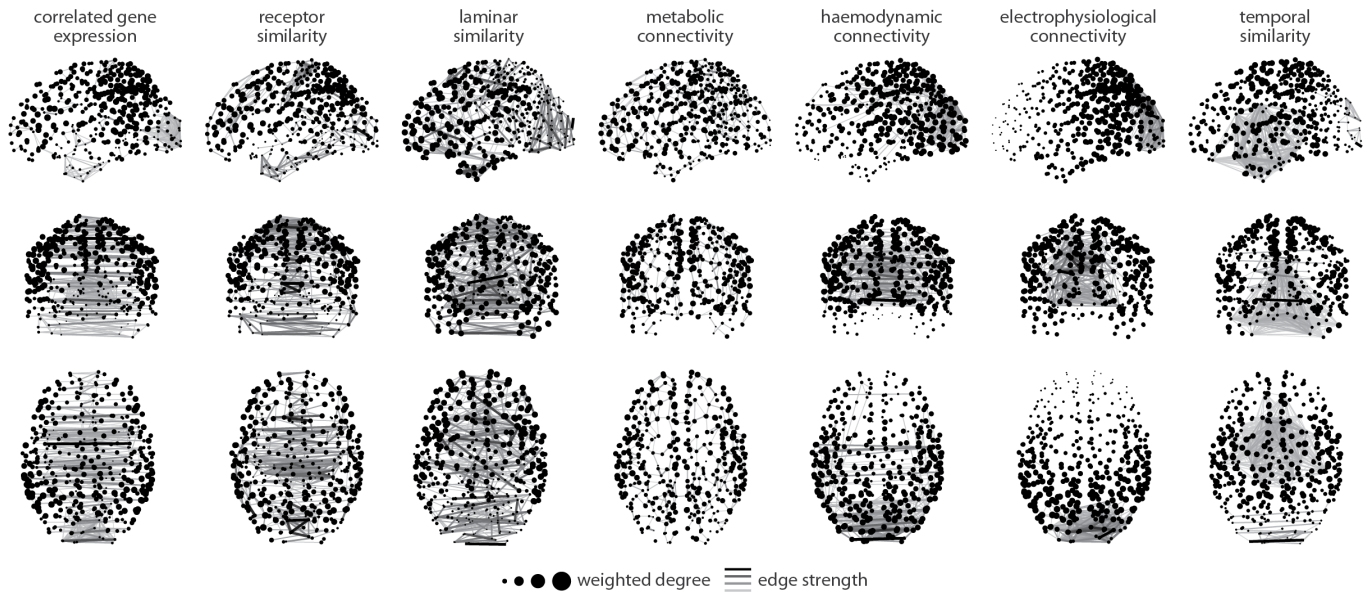 correlated gene
expression
receptor
similarity
laminar
similarity
metabolic
connectivity
haemodynamic
connectivity
electrophysiological
connectivity
temporal
similarity
weighted degree
edge strength